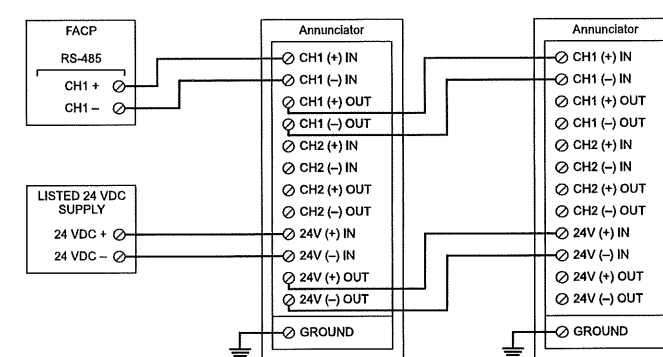 FACP
RS-485
CH1 +
CH1 –
LISTED 24 VDC
SUPPLY
24 VDC +
24 VDC –
Annunciator
CH1 (+) IN
CH1 (–) IN
CH1 (+) OUT
CH1 (–) OUT
CH2 (+) IN
CH2 (–) IN
CH2 (+) OUT
CH2 (–) OUT
24V (+) IN
24V (–) IN
24V (+) OUT
24V (–) OUT
GROUND
Annunciator
CH1 (+) IN
CH1 (–) IN
CH1 (+) OUT
CH1 (–) OUT
CH2 (+) IN
CH2 (–) IN
CH2 (+) OUT
CH2 (–) OUT
24V (+) IN
24V (–) IN
24V (+) OUT
24V (–) OUT
GROUND